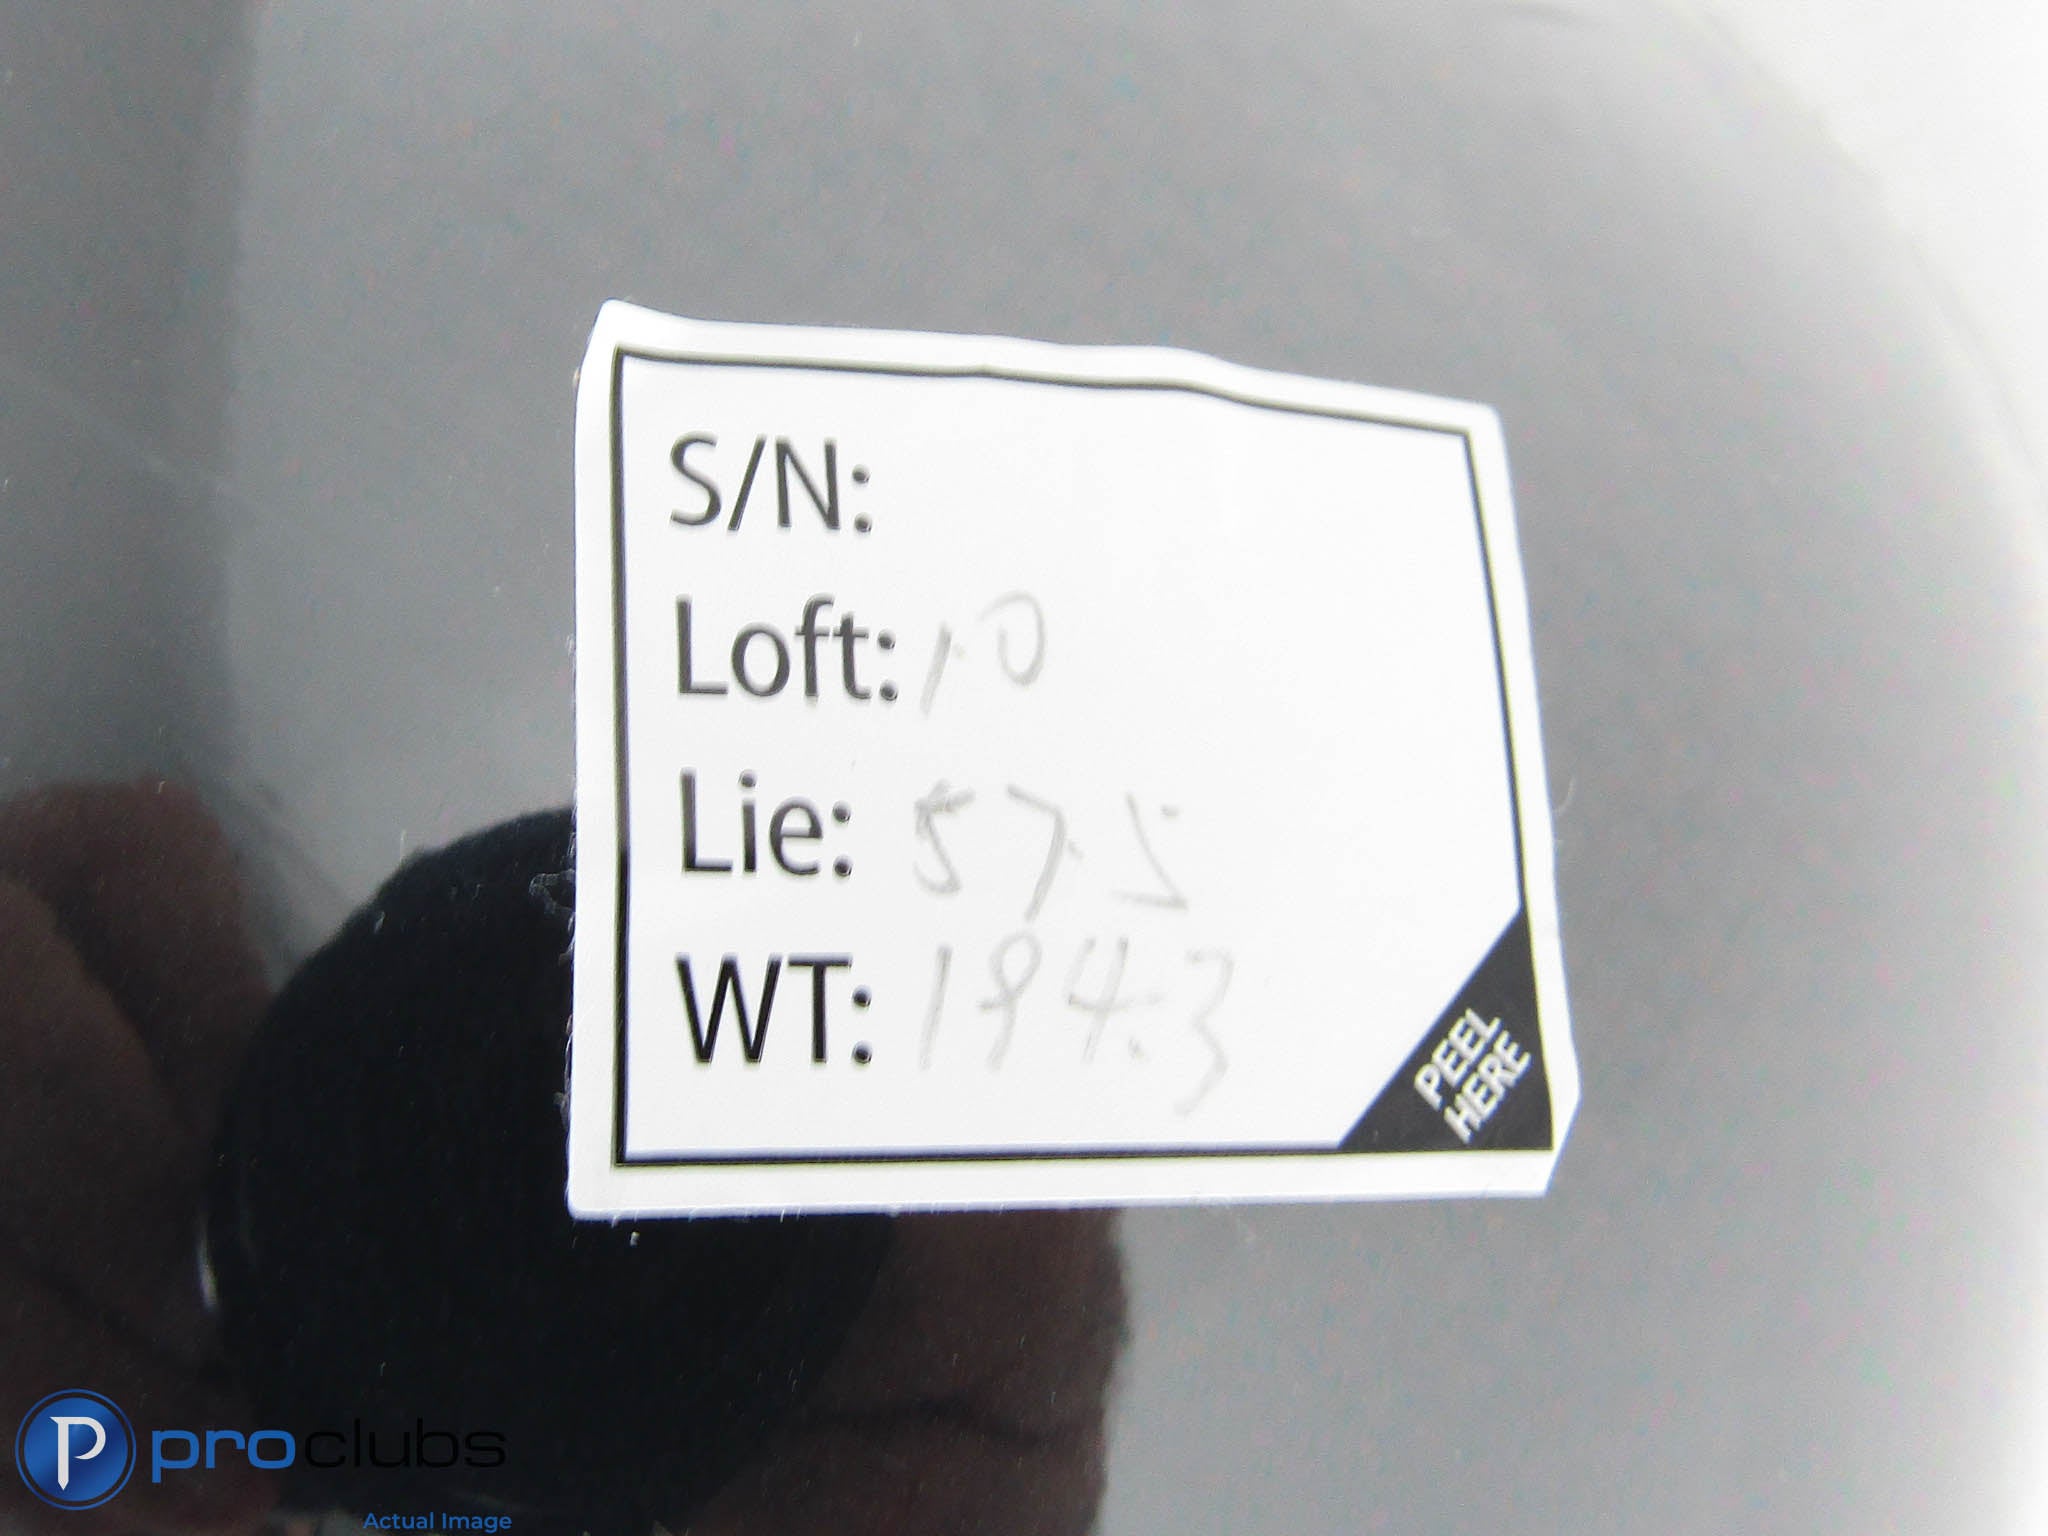 S/N:
Loft: 10
Lie: 57.5
WT: 194.3
PEEL
HERE
P proclubs
Actual Image